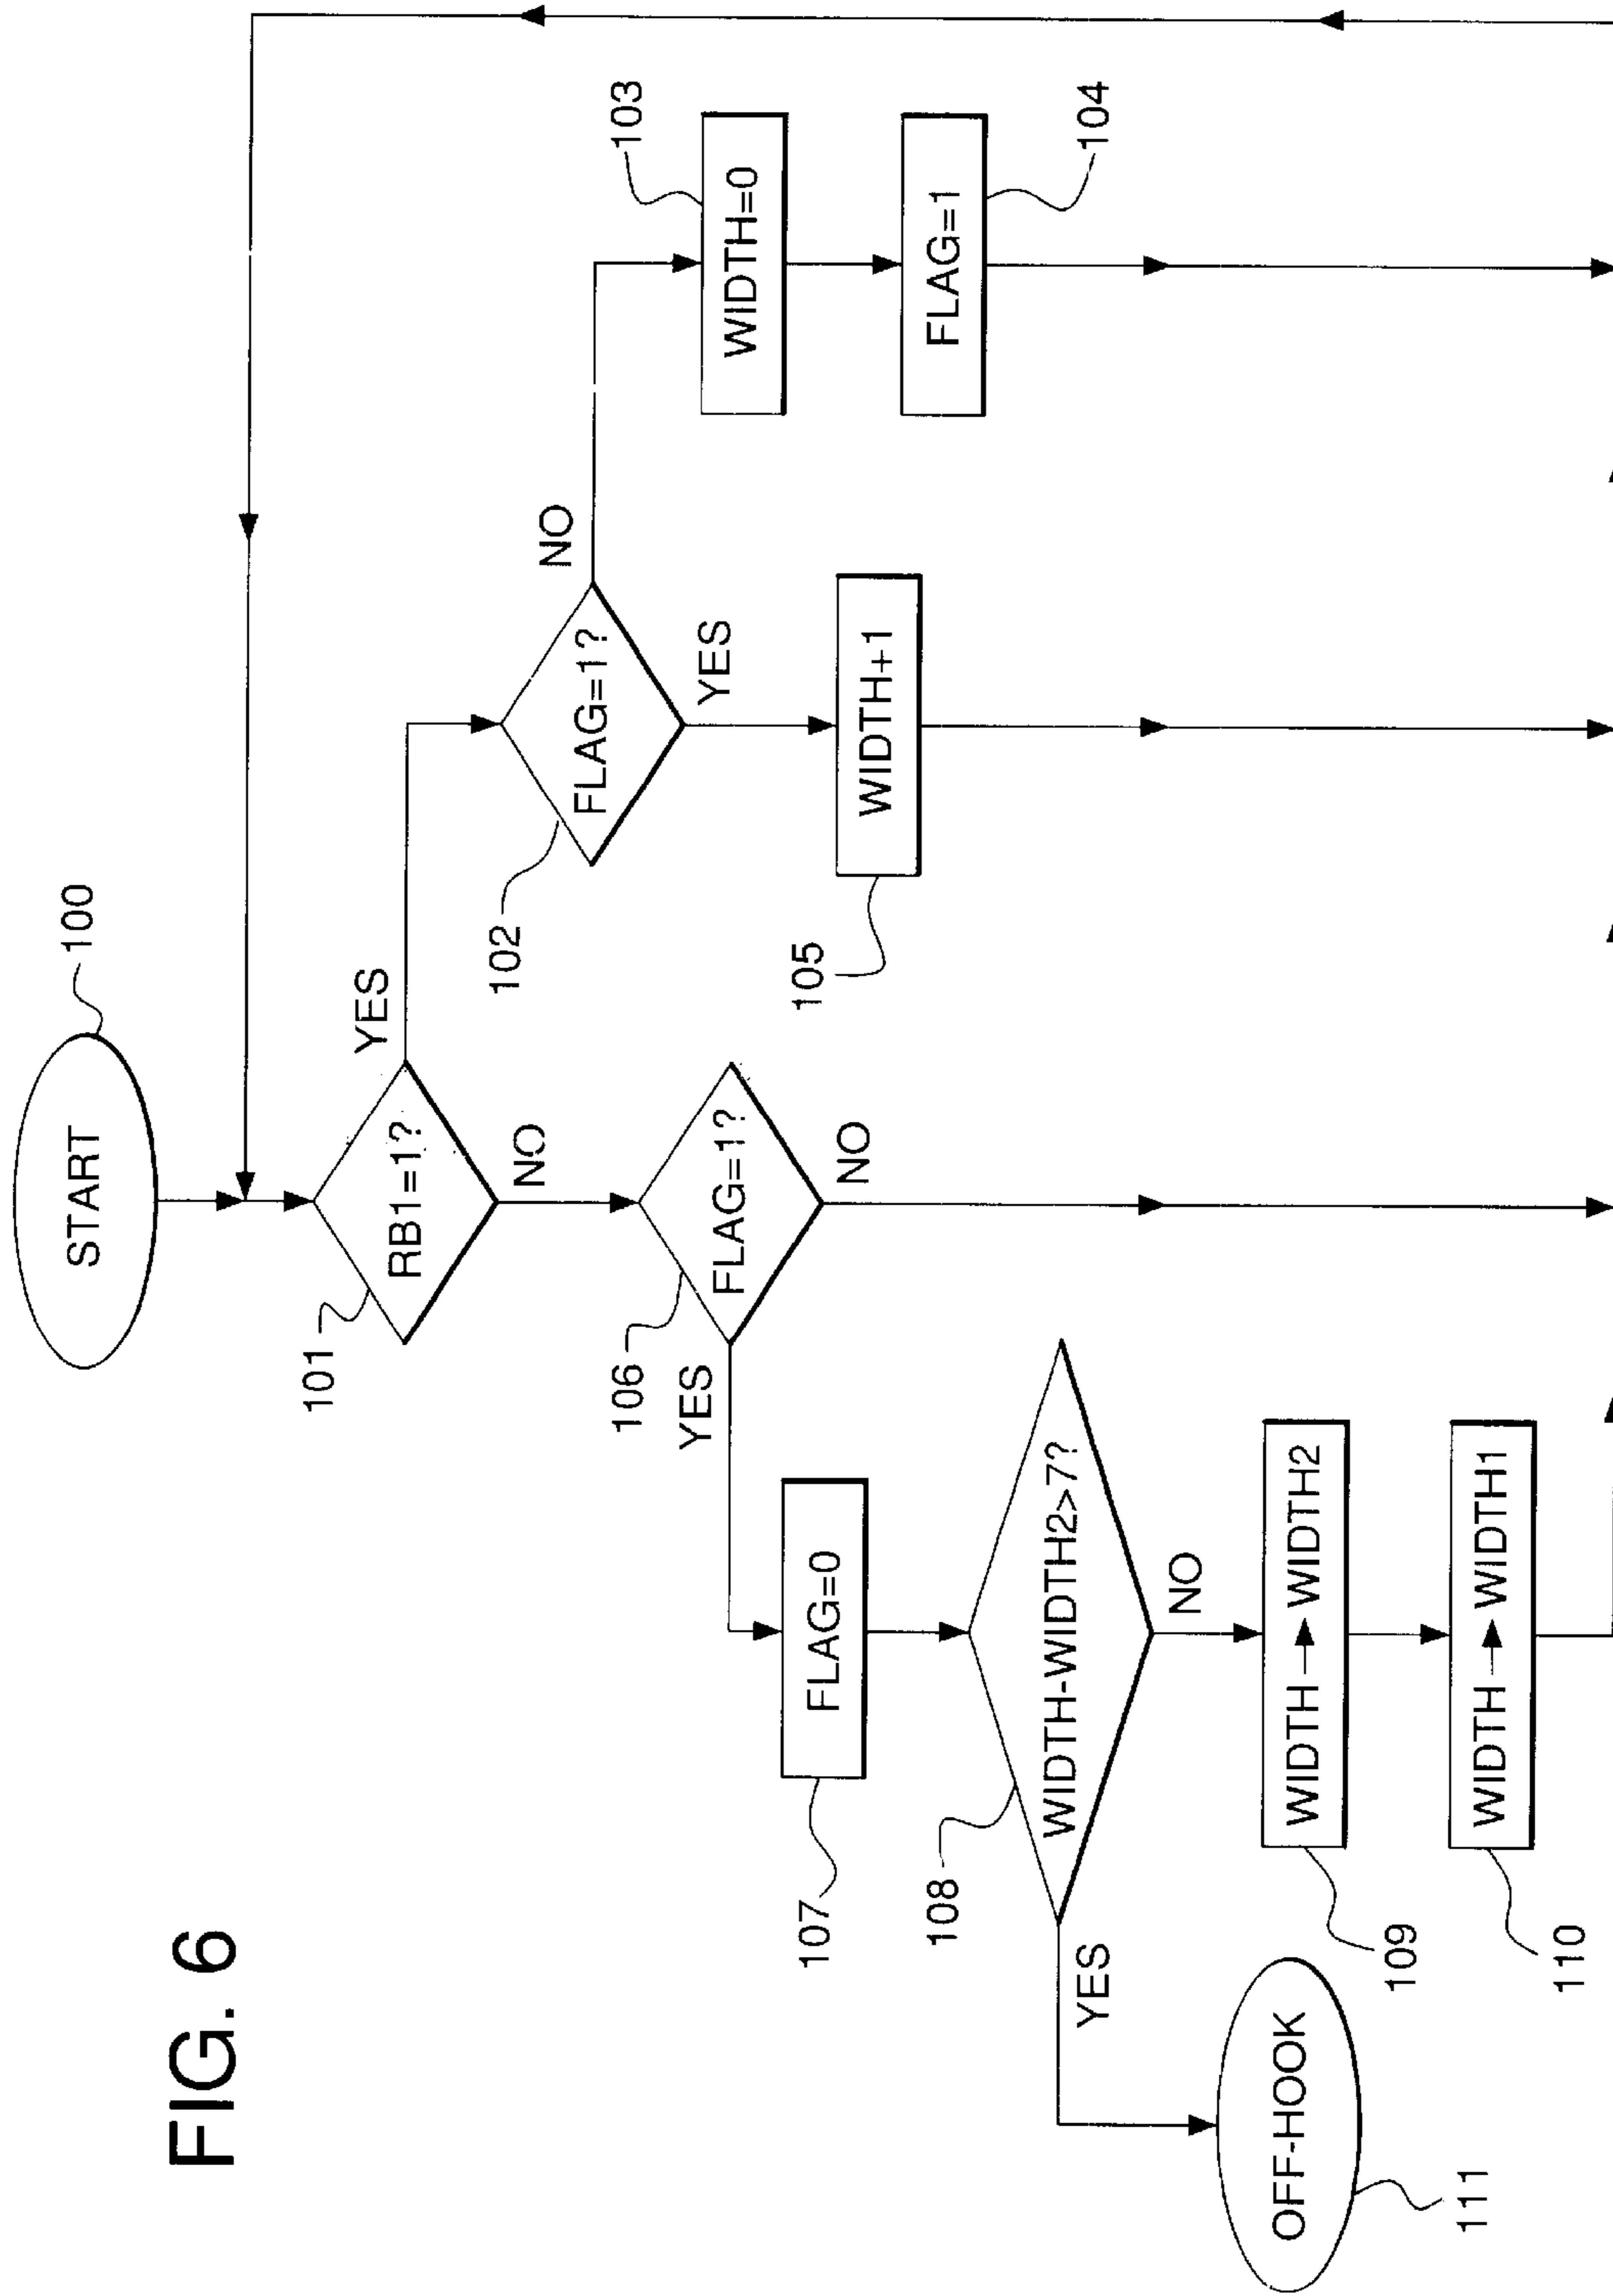 FIG. 6
START
100
RB1=1?
101
YES
NO
FLAG=1?
102
NO
YES
WIDTH=0
103
FLAG=1
104
WIDTH+1
105
FLAG=1?
106
YES
NO
FLAG=0
107
WIDTH-WIDTH2>7?
108
YES
NO
WIDTH → WIDTH2
109
WIDTH → WIDTH1
110
OFF-HOOK
111